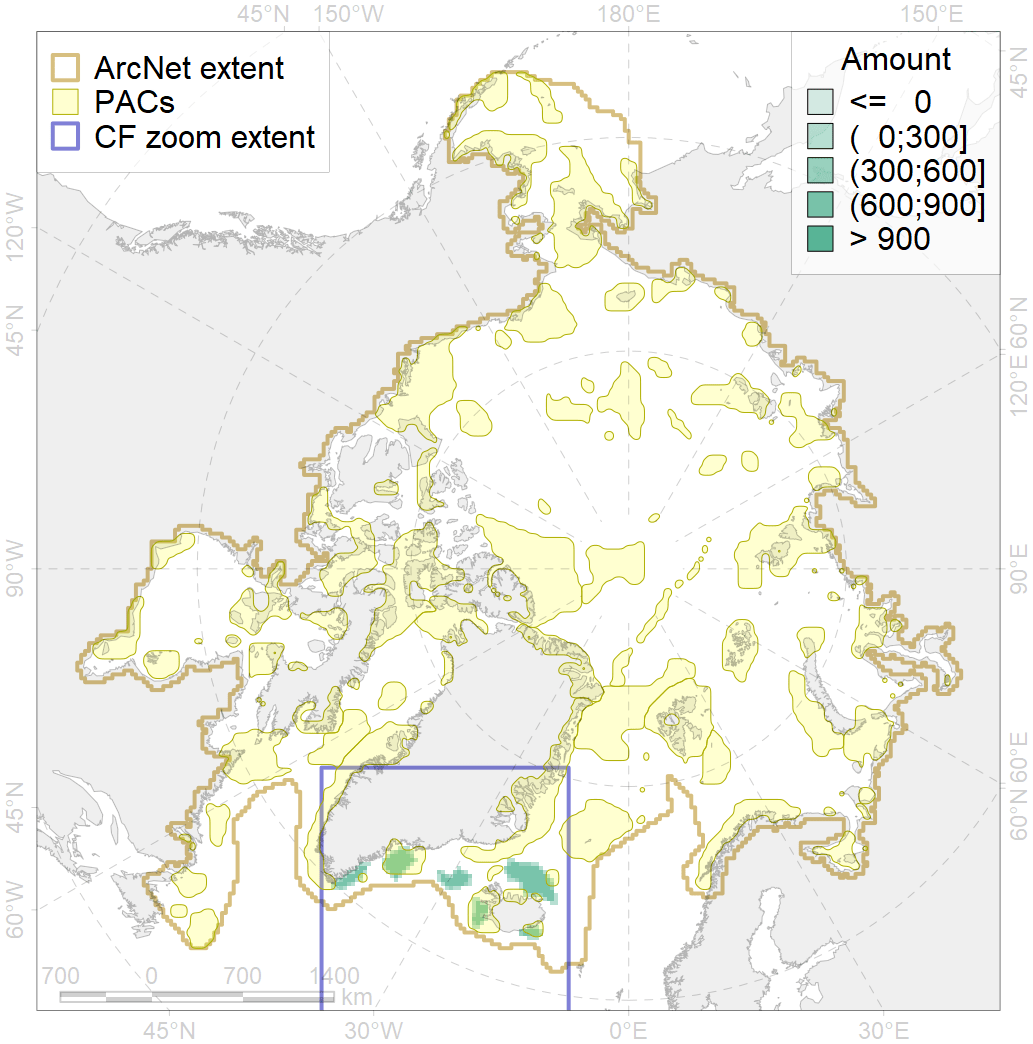 45°N 150°W 180°E 150°E
ArcNet extent
PACs
CF zoom extent
Amount
<= 0
( 0;300]
(300;600]
(600;900]
> 900
45°N
120°W
45°N
60°N
120°E
90°W
90°E
60°E
45°N
60°N
60°W
700 0 700 1400
km
45°N 30°W 0°E 30°E